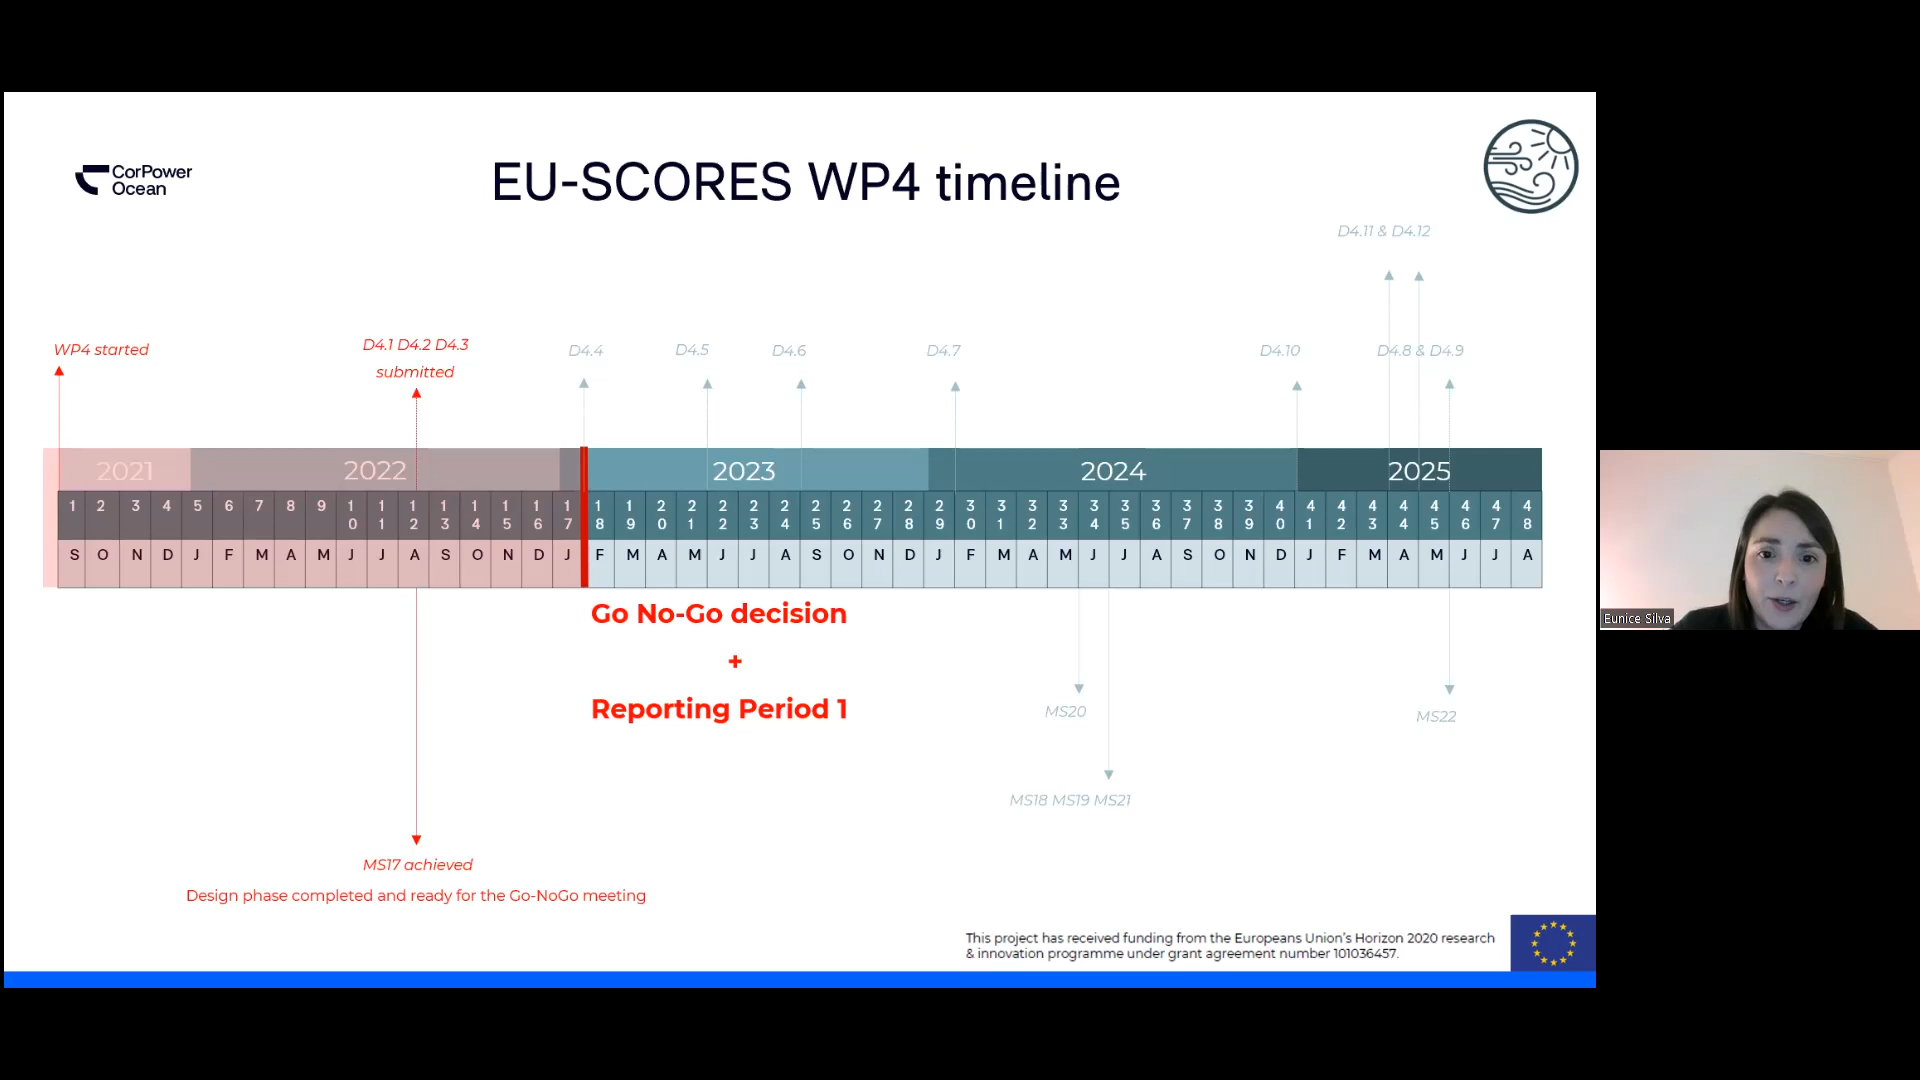 CorPower
Ocean
EU-SCORES WP4 timeline
D4.11 & D4.12
WP4 started
D4.1 D4.2 D4.3
submitted
D4.4
D4.5
D4.6
D4.7
D4.10
D4.8 & D4.9
2021 2022 2023 2024 2025
1 2 3 4 5 6 7 8 9 10 11 12 13 14 15 16 17 18 19 20 21 22 23 24 25 26 27 28 29 30 31 32 33 34 35 36 37 38 39 40 41 42 43 44 45 46 47 48
S O N D J F M A M J J A S O N D J F M A M J J A S O N D J F M A M J J A S O N D J F M A M J J A
Go No-Go decision
+
Reporting Period 1
MS20
MS22
MS18 MS19 MS21
MS17 achieved
Design phase completed and ready for the Go-NoGo meeting
This project has received funding from the Europeans Union's Horizon 2020 research
& innovation programme under grant agreement number 101036457.
Eunice Silva